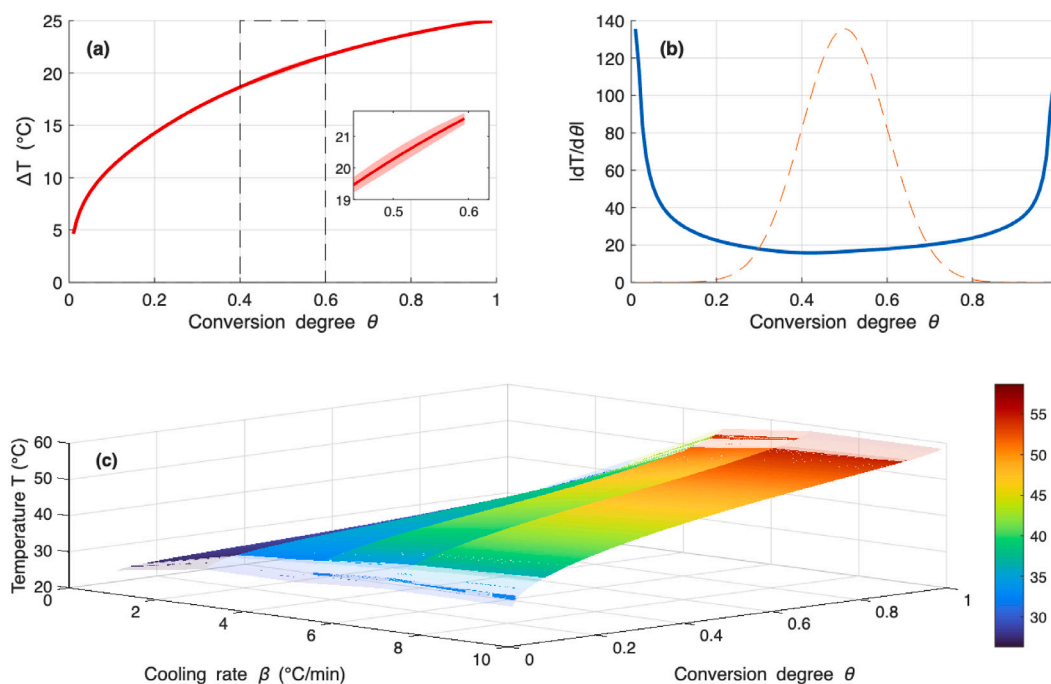 (a)
ΔT (°C)
25
20
15
10
5
0
0 0.2 0.4 0.6 0.8 1
Conversion degree θ
21
20
19
0.5 0.6
(b)
|dT/dθ|
140
120
100
80
60
40
20
0
0 0.2 0.4 0.6 0.8
Conversion degree θ
(c)
Temperature T (°C)
60
50
40
30
20
0 2 4 6 8 10
Cooling rate β (°C/min)
0 0.2 0.4 0.6 0.8 1
Conversion degree θ
55
50
45
40
35
30